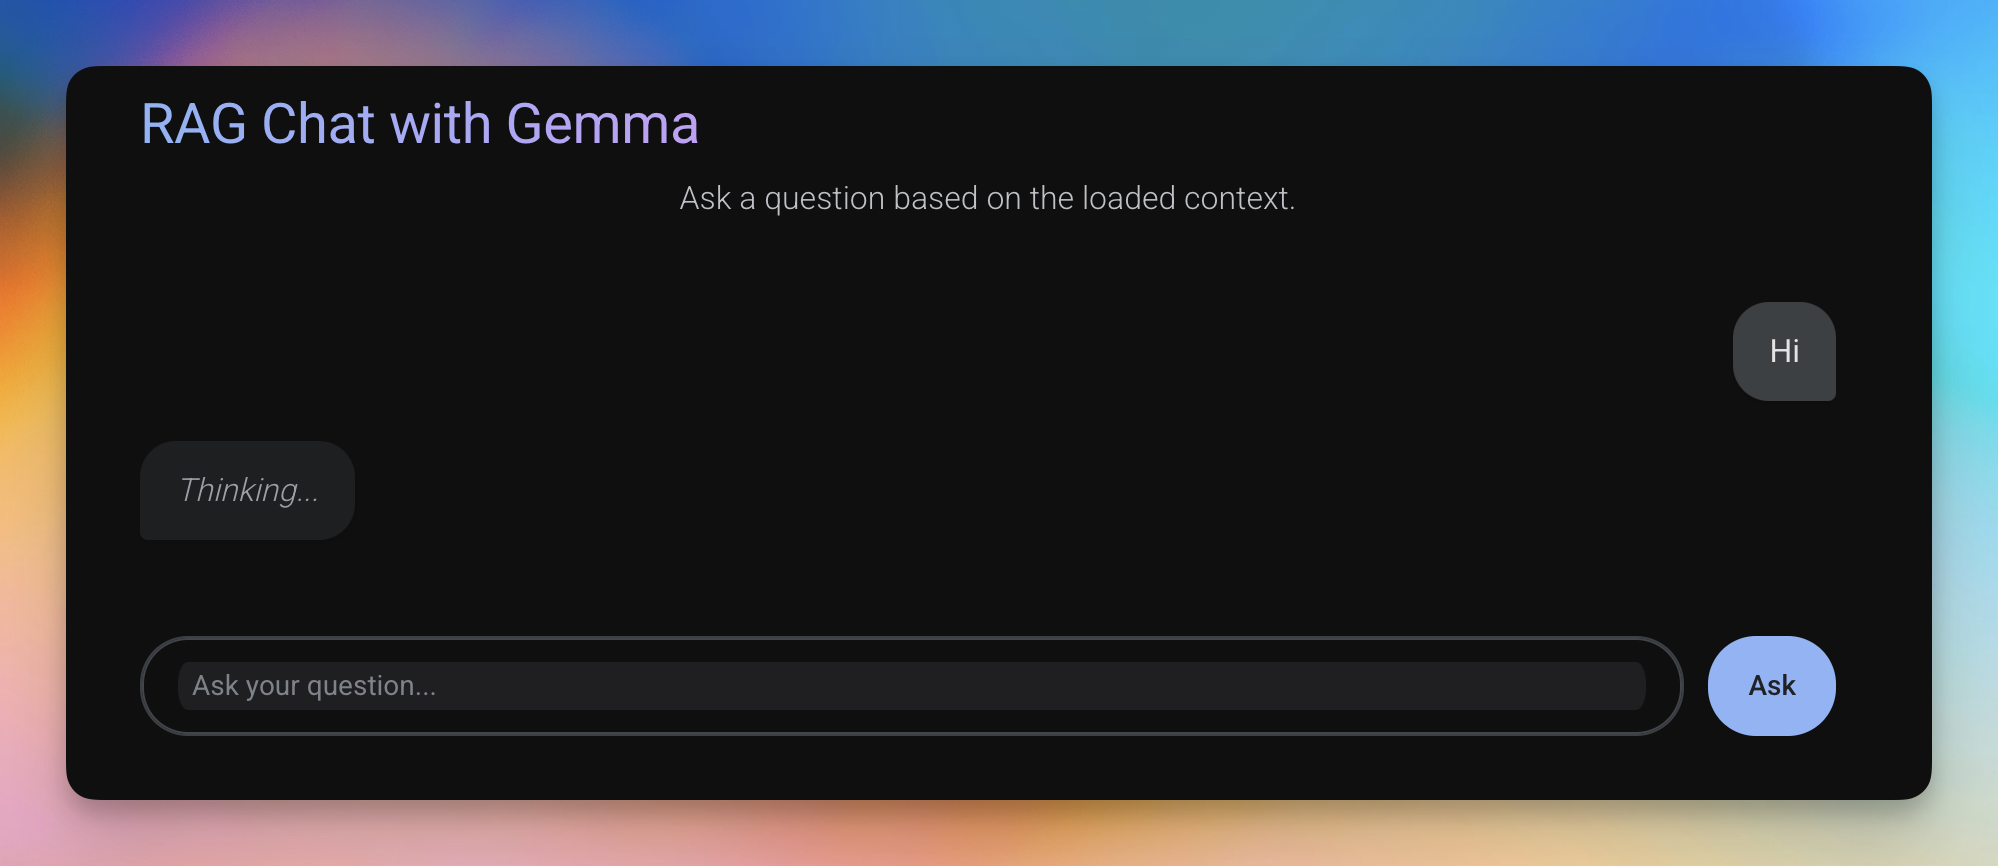 RAG Chat with Gemma
Ask a question based on the loaded context.
Hi
Thinking...
Ask your question...
Ask